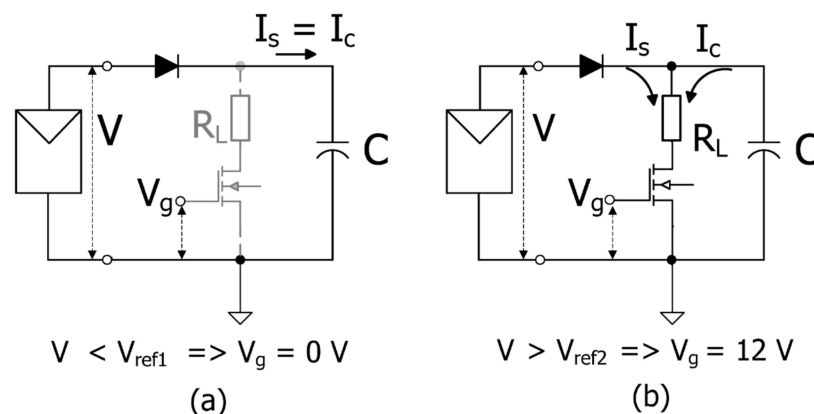 I_s = I_c
V
R_L
C
V_g
V < V_ref1 => V_g = 0 V
(a)
I_s
I_c
V
R_L
C
V_g
V > V_ref2 => V_g = 12 V
(b)